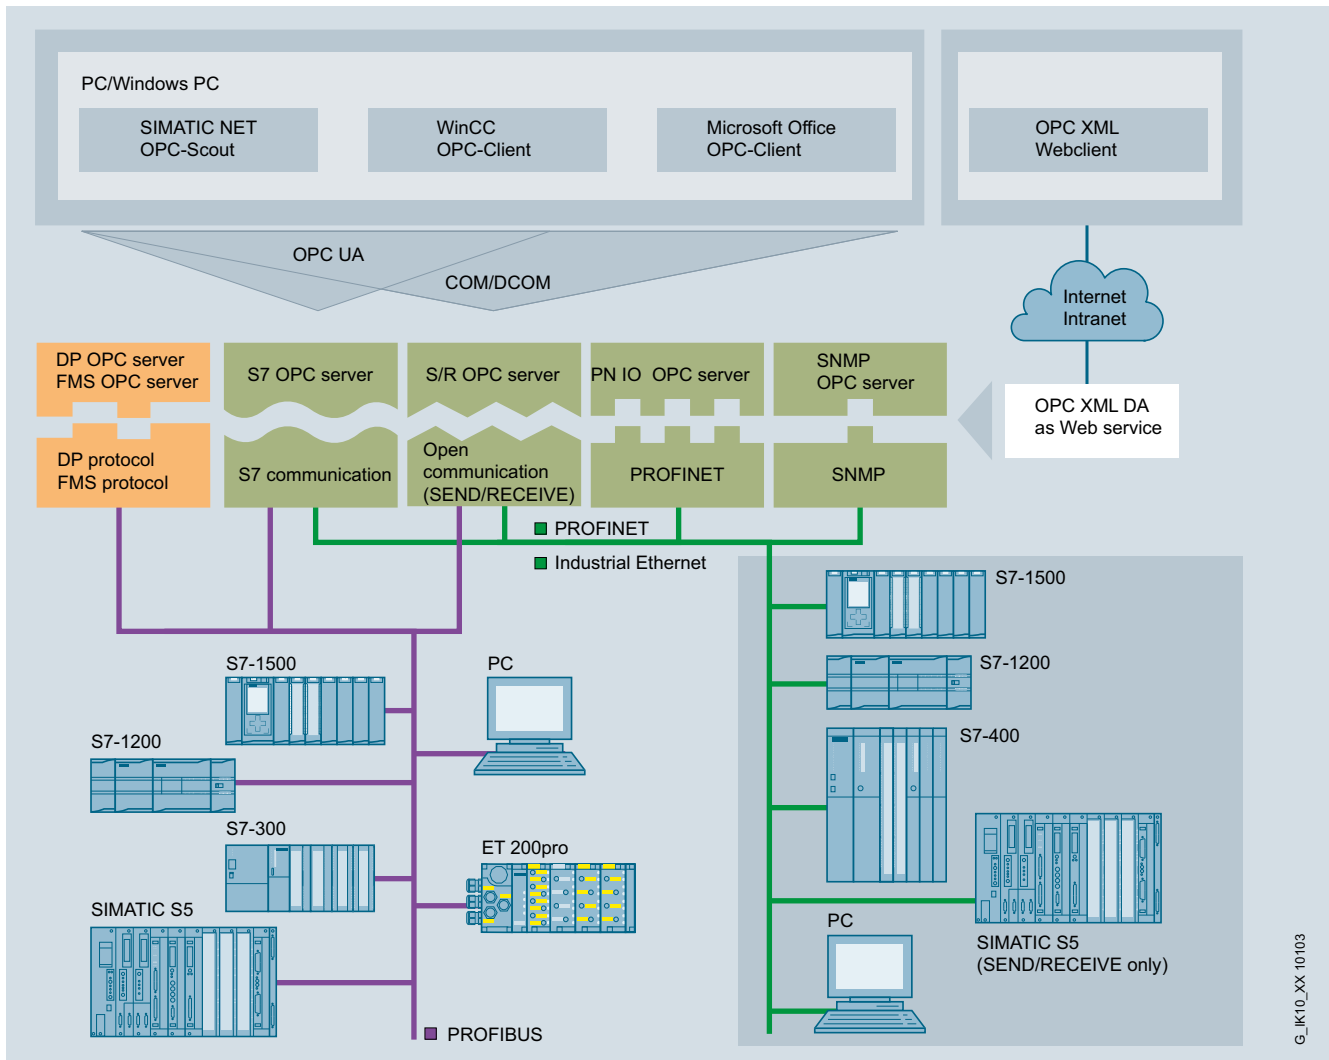 PC/Windows PC
SIMATIC NET
OPC-Scout
WinCC
OPC-Client
Microsoft Office
OPC-Client
OPC XML
Webclient
OPC UA
COM/DCOM
Internet
Intranet
DP OPC server
FMS OPC server
S7 OPC server
S/R OPC server
PN IO OPC server
SNMP
OPC server
OPC XML DA
as Web service
DP protocol
FMS protocol
S7 communication
Open
communication
(SEND/RECEIVE)
PROFINET
SNMP
PROFINET
Industrial Ethernet
S7-1500
S7-1200
S7-400
SIMATIC S5
(SEND/RECEIVE only)
PC
S7-1500
PC
S7-1200
S7-300
ET 200pro
SIMATIC S5
PROFIBUS
G_IK10_XX 10103